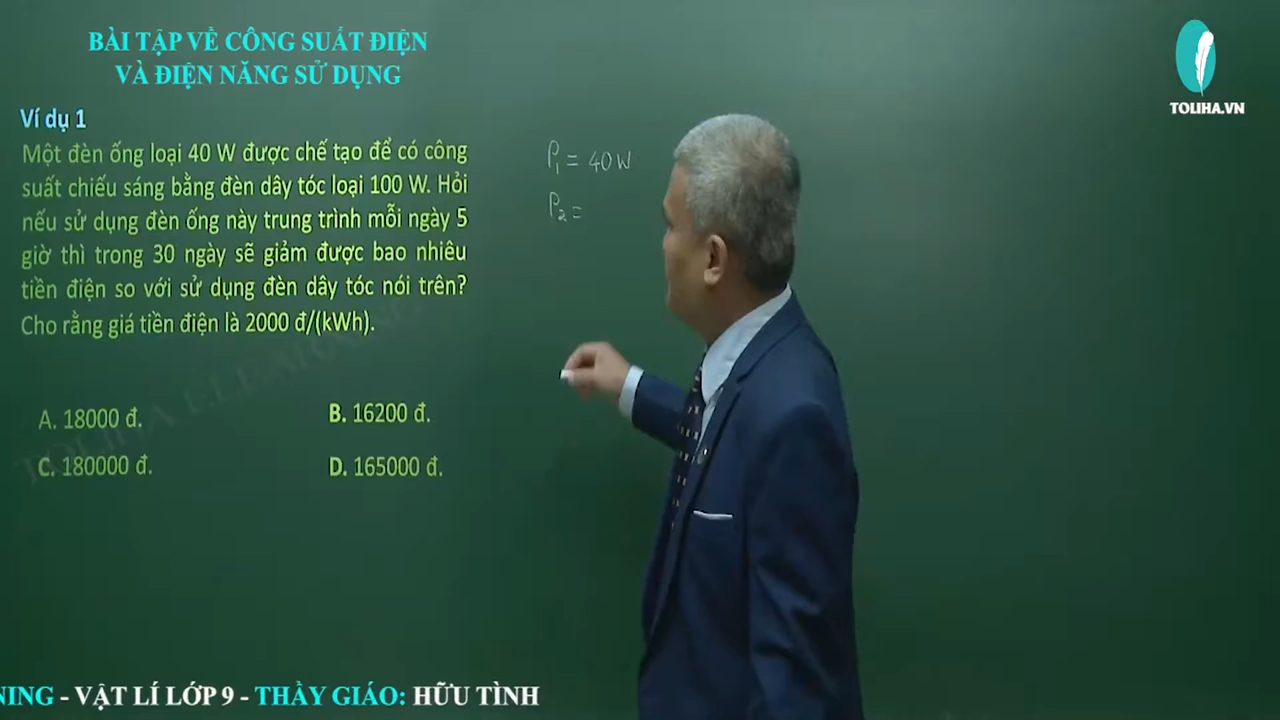 BÀI TẬP VỀ CÔNG SUẤT ĐIỆN
VÀ ĐIỆN NĂNG SỬ DỤNG
TOLIHA.VN
Ví dụ 1
Một đèn ống loại 40 W được chế tạo để có công
suất chiếu sáng bằng đèn dây tóc loại 100 W. Hỏi
nếu sử dụng đèn ống này trung trình mỗi ngày 5
giờ thì trong 30 ngày sẽ giảm được bao nhiêu
tiền điện so với sử dụng đèn dây tóc nói trên?
Cho rằng giá tiền điện là 2000 đ/(kWh).
P₁ = 40 W
P₂ =
A. 18000 đ.
B. 16200 đ.
C. 180000 đ.
D. 165000 đ.
NING - VẬT LÍ LỚP 9 - THẦY GIÁO: HỮU TÌNH